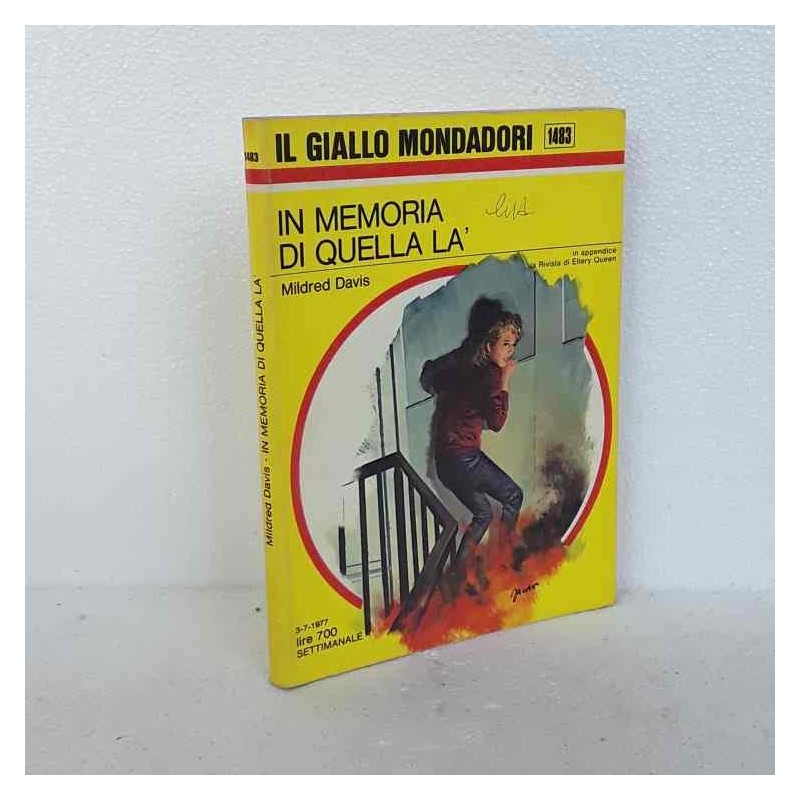 1483
IL GIALLO MONDADORI 1483
IN MEMORIA
DI QUELLA LA'
Mildred Davis
in appendice
Rivista di Ellery Queen
Mildred Davis - IN MEMORIA DI QUELLA LA'
3-7-1977
lire 700
SETTIMANALE